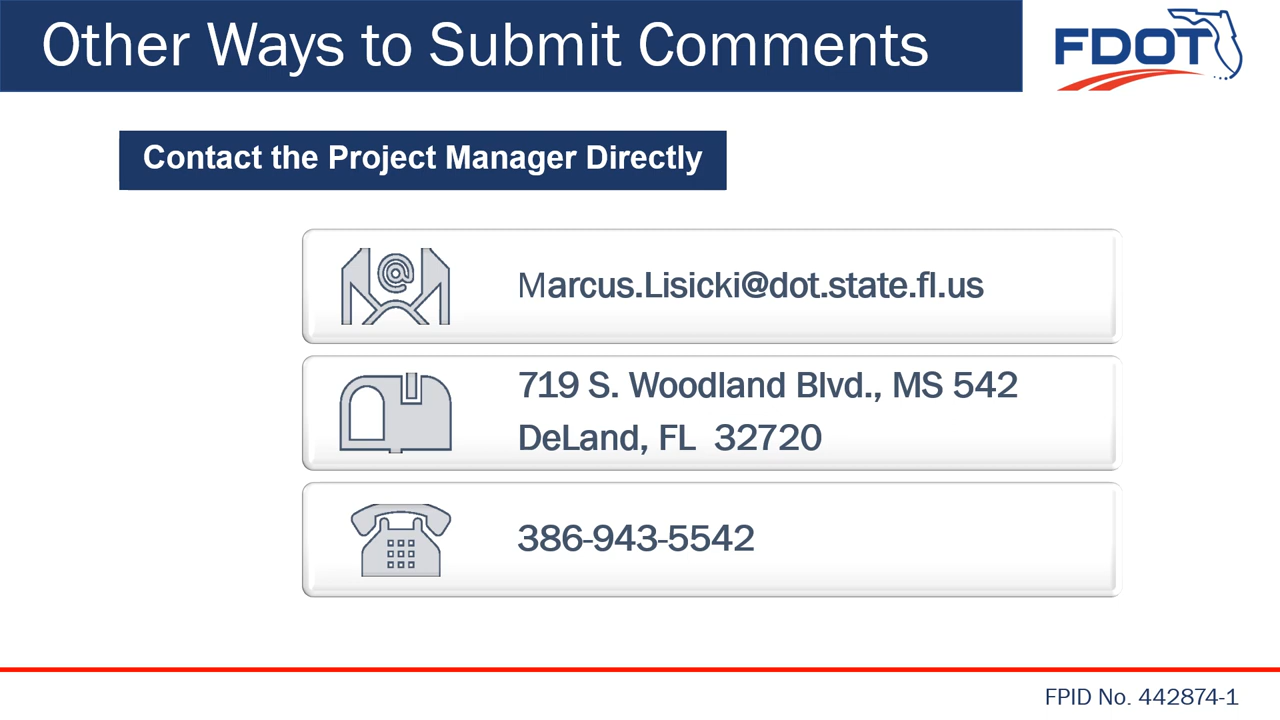 Other Ways to Submit Comments
FDOT
Contact the Project Manager Directly
@
Marcus.Lisicki@dot.state.fl.us
719 S. Woodland Blvd., MS 542
DeLand, FL  32720
386-943-5542
FPID No. 442874-1